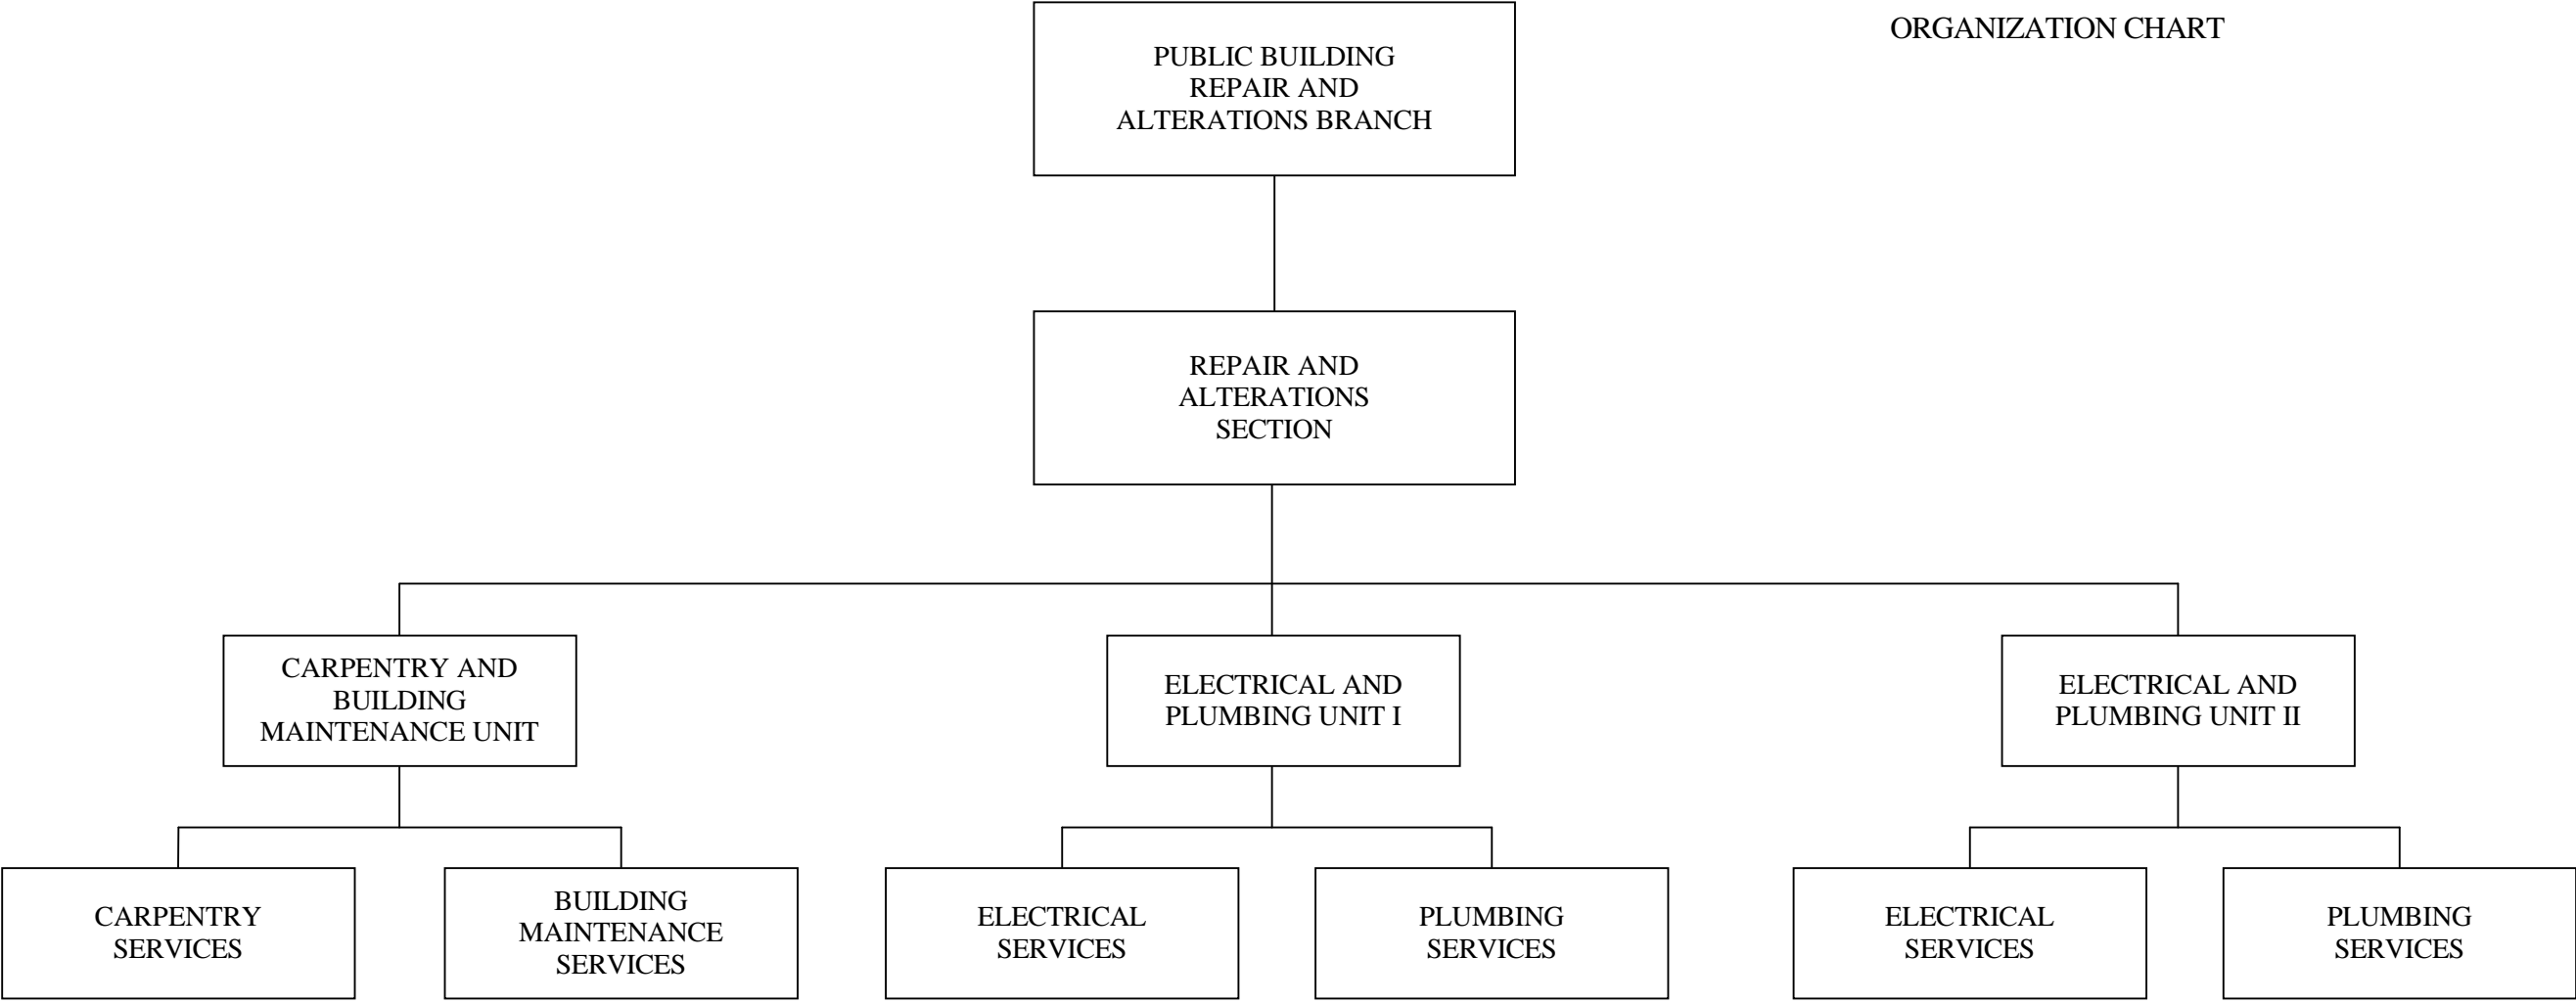 ORGANIZATION CHART
PUBLIC BUILDING
REPAIR AND
ALTERATIONS BRANCH
REPAIR AND
ALTERATIONS
SECTION
CARPENTRY AND
BUILDING
MAINTENANCE UNIT
ELECTRICAL AND
PLUMBING UNIT I
ELECTRICAL AND
PLUMBING UNIT II
CARPENTRY
SERVICES
BUILDING
MAINTENANCE
SERVICES
ELECTRICAL
SERVICES
PLUMBING
SERVICES
ELECTRICAL
SERVICES
PLUMBING
SERVICES